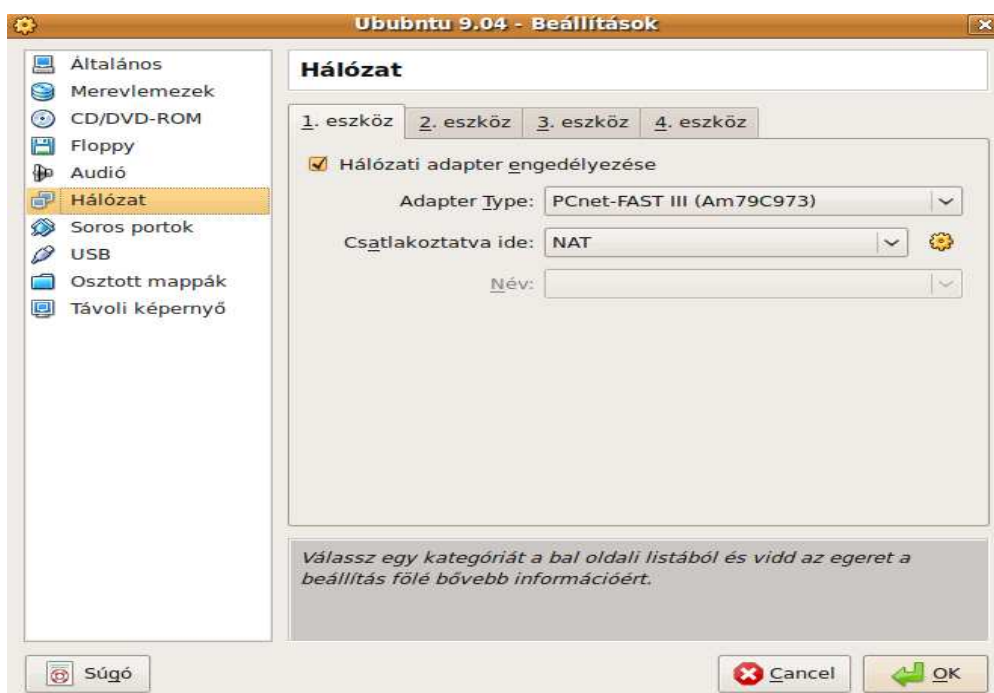 Ububntu 9.04 - Beállítások
Általános
Merevlemezek
CD/DVD-ROM
Floppy
Audió
Hálózat
Soros portok
USB
Osztott mappák
Távoli képernyő
Hálózat
1. eszköz 2. eszköz 3. eszköz 4. eszköz
Hálózati adapter engedélyezése
Adapter Type: PCnet-FAST III (Am79C973)
Csatlakoztatva ide: NAT
Név:
Válassz egy kategóriát a bal oldali listából és vidd az egeret a
beállítás fölé bővebb információért.
Súgó
Cancel
OK